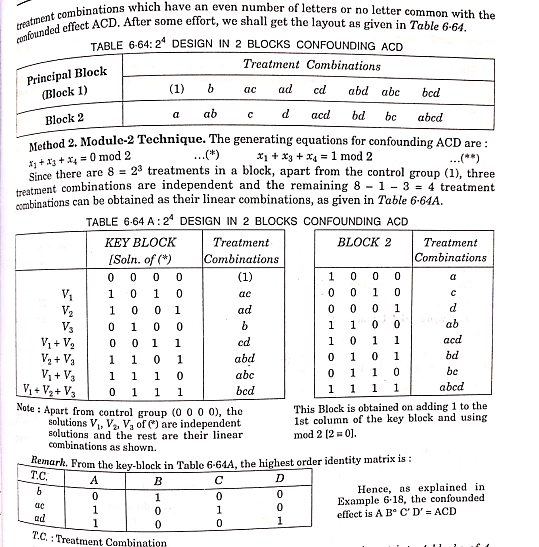 treatment combinations which have an even number of letters or no letter common with the
confounded effect ACD. After some effort, we shall get the layout as given in Table 6·64.
TABLE 6·64: 2⁴ DESIGN IN 2 BLOCKS CONFOUNDING ACD
Principal Block (Block 1) Treatment Combinations
(1) b ac ad cd abd abc bcd
Block 2 a ab c d acd bd bc abcd
Method 2. Module-2 Technique. The generating equations for confounding ACD are :
x₁ + x₃ + x₄ = 0 mod 2 ...(*) x₁ + x₃ + x₄ = 1 mod 2 ...(**)
Since there are 8 = 2³ treatments in a block, apart from the control group (1), three
treatment combinations are independent and the remaining 8 – 1 – 3 = 4 treatment
combinations can be obtained as their linear combinations, as given in Table 6·64A.
TABLE 6·64 A : 2⁴ DESIGN IN 2 BLOCKS CONFOUNDING ACD
KEY BLOCK Treatment BLOCK 2 Treatment
[Soln. of (*) Combinations Combinations
0 0 0 0 (1) 1 0 0 0 a
V₁ 1 0 1 0 ac 0 0 1 0 c
V₂ 1 0 0 1 ad 0 0 0 1 d
V₃ 0 1 0 0 b 1 1 0 0 ab
V₁ + V₂ 0 0 1 1 cd 1 0 1 1 acd
V₂ + V₃ 1 1 0 1 abd 0 1 0 1 bd
V₁ + V₃ 1 1 1 0 abc 0 1 1 0 bc
V₁ + V₂ + V₃ 0 1 1 1 bcd 1 1 1 1 abcd
Note : Apart from control group (0 0 0 0), the
solutions V₁, V₂, V₃ of (*) are independent
solutions and the rest are their linear
combinations as shown.
This Block is obtained on adding 1 to the
1st column of the key block and using
mod 2 [2 ≡ 0].
Remark. From the key-block in Table 6·64A, the highest order identity matrix is :
T.C. A B C D
b 0 1 0 0
ac 1 0 1 0
ad 1 0 0 1
Hence, as explained in
Example 6·18, the confounded
effect is A B° C′ D′ = ACD
T.C. : Treatment Combination